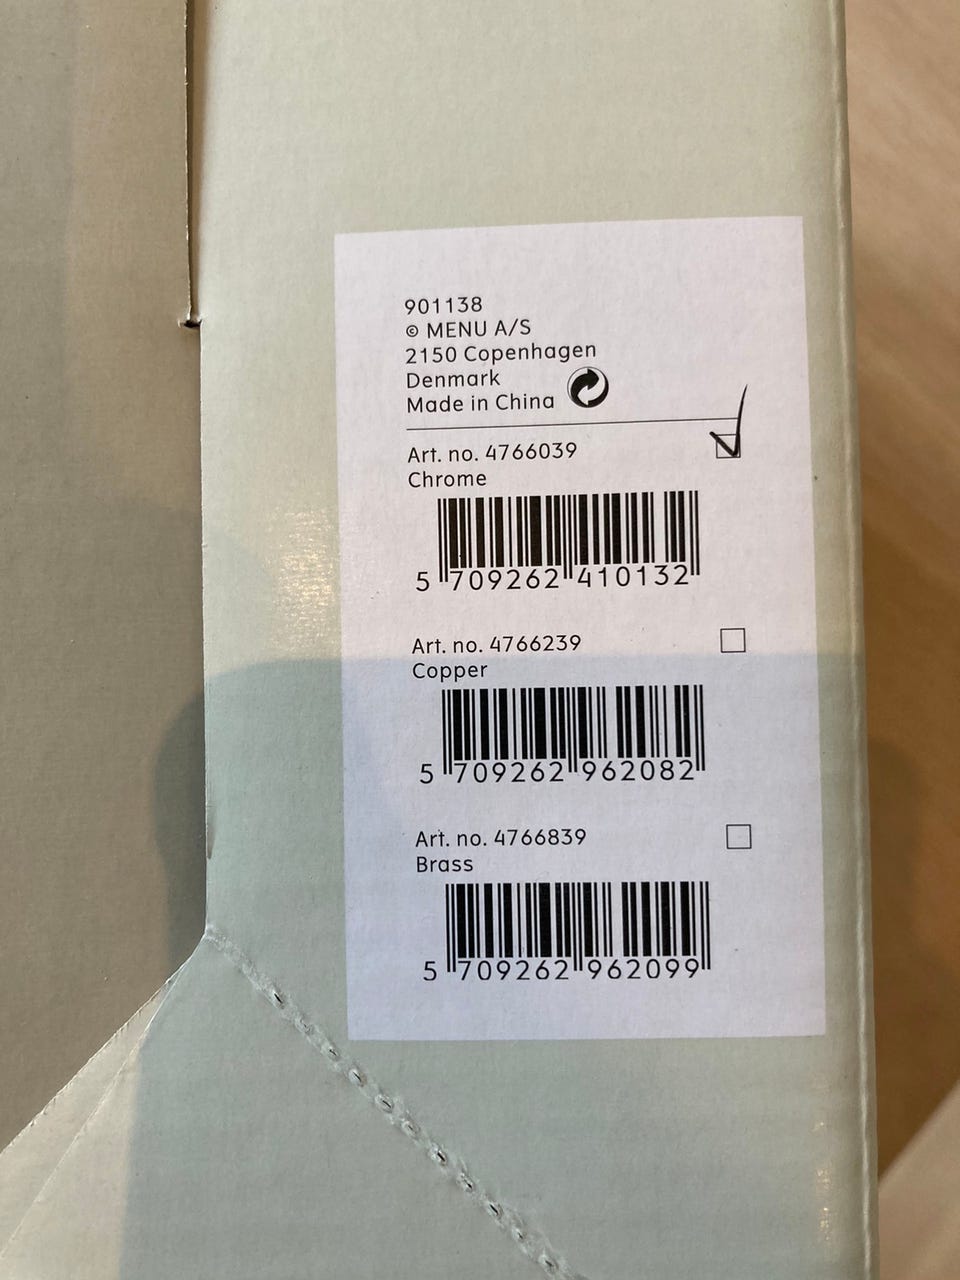 901138
© MENU A/S
2150 Copenhagen
Denmark
Made in China
Art. no. 4766039
Chrome
5 709262 410132
Art. no. 4766239
Copper
5 709262 962082
Art. no. 4766839
Brass
5 709262 962099